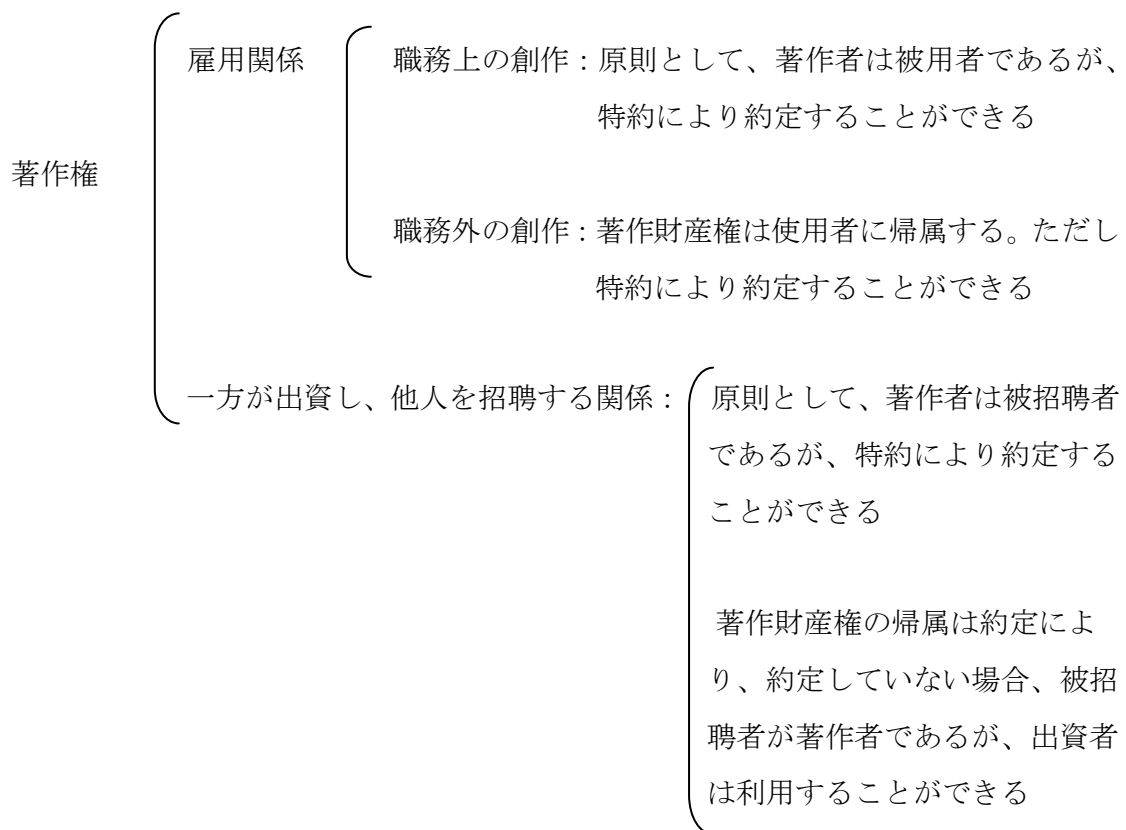 雇用関係 職務上の創作：原則として、著作者は被用者であるが、
特約により約定することができる
著作権
職務外の創作：著作財産権は使用者に帰属する。ただし
特約により約定することができる
一方が出資し、他人を招聘する関係： 原則として、著作者は被招聘者
であるが、特約により約定する
ことができる
著作財産権の帰属は約定によ
り、約定していない場合、被招
聘者が著作者であるが、出資者
は利用することができる